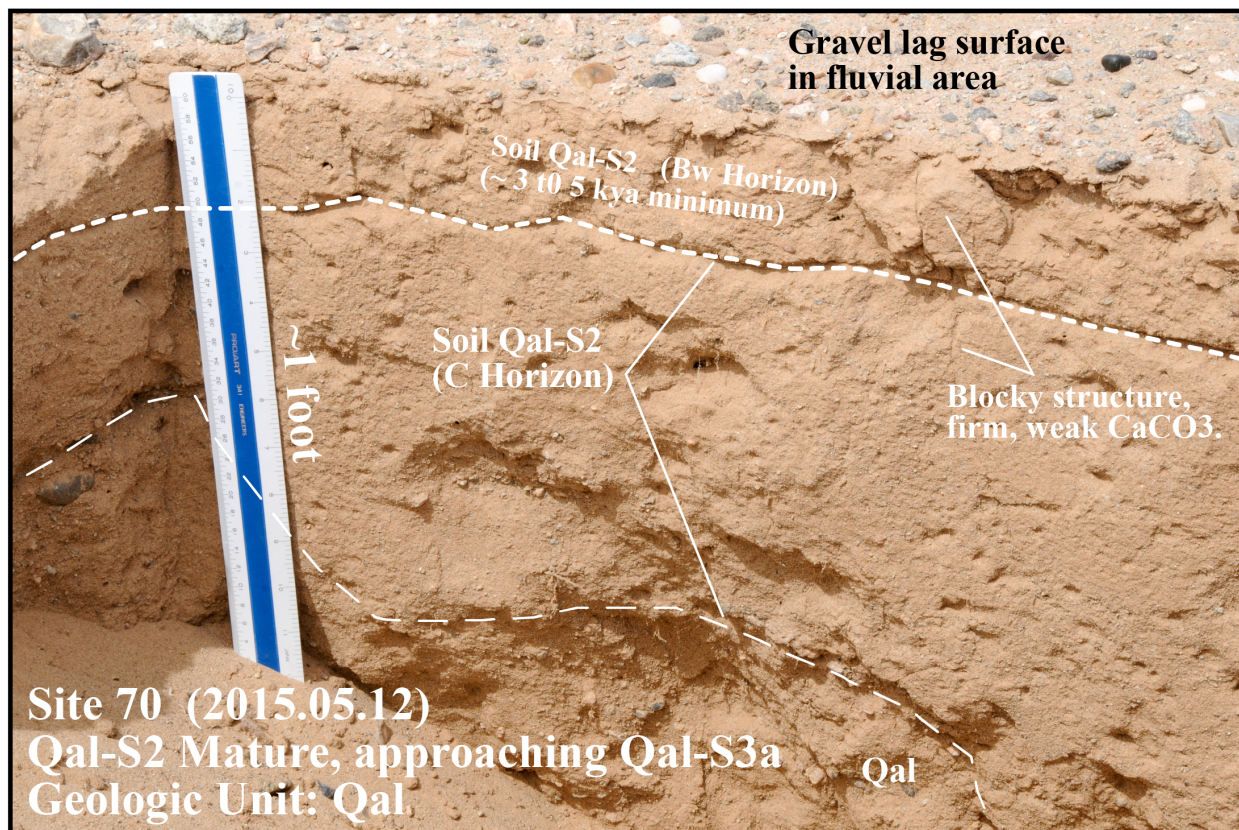 Gravel lag surface
in fluvial area
Soil Qal-S2 (Bw Horizon)
(~ 3 t0 5 kya minimum)
Soil Qal-S2
(C Horizon)
~1 foot
Blocky structure,
firm, weak CaCO3.
PROART
Site 70 (2015.05.12)
Qal-S2 Mature, approaching Qal-S3a
Geologic Unit: Qal
Qal